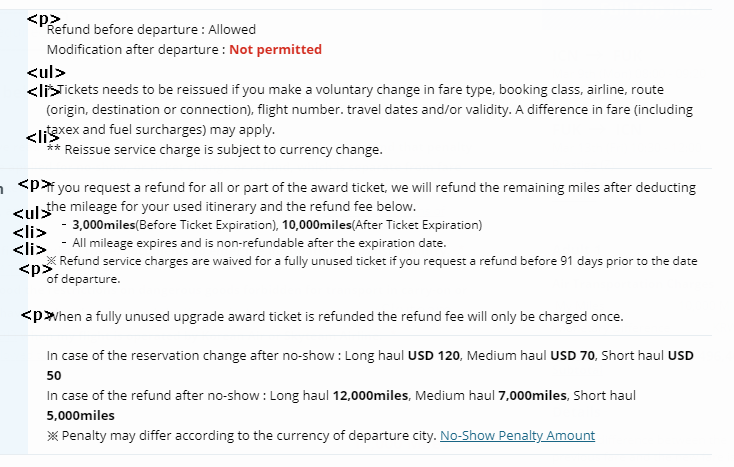 <p>
Refund before departure : Allowed
Modification after departure : Not permitted
<ul>
<li>
* Tickets needs to be reissued if you make a voluntary change in fare type, booking class, airline, route
(origin, destination or connection), flight number. travel dates and/or validity. A difference in fare (including
taxex and fuel surcharges) may apply.
<li>
** Reissue service charge is subject to currency change.
n
<p>
If you request a refund for all or part of the award ticket, we will refund the remaining miles after deducting
the mileage for your used itinerary and the refund fee below.
<ul>
<li>
- 3,000miles(Before Ticket Expiration), 10,000miles(After Ticket Expiration)
<li>
- All mileage expires and is non-refundable after the expiration date.
<p>
※ Refund service charges are waived for a fully unused ticket if you request a refund before 91 days prior to the date
of departure.
<p>
When a fully unused upgrade award ticket is refunded the refund fee will only be charged once.
In case of the reservation change after no-show : Long haul USD 120, Medium haul USD 70, Short haul USD
50
In case of the refund after no-show : Long haul 12,000miles, Medium haul 7,000miles, Short haul
5,000miles
※ Penalty may differ according to the currency of departure city. No-Show Penalty Amount